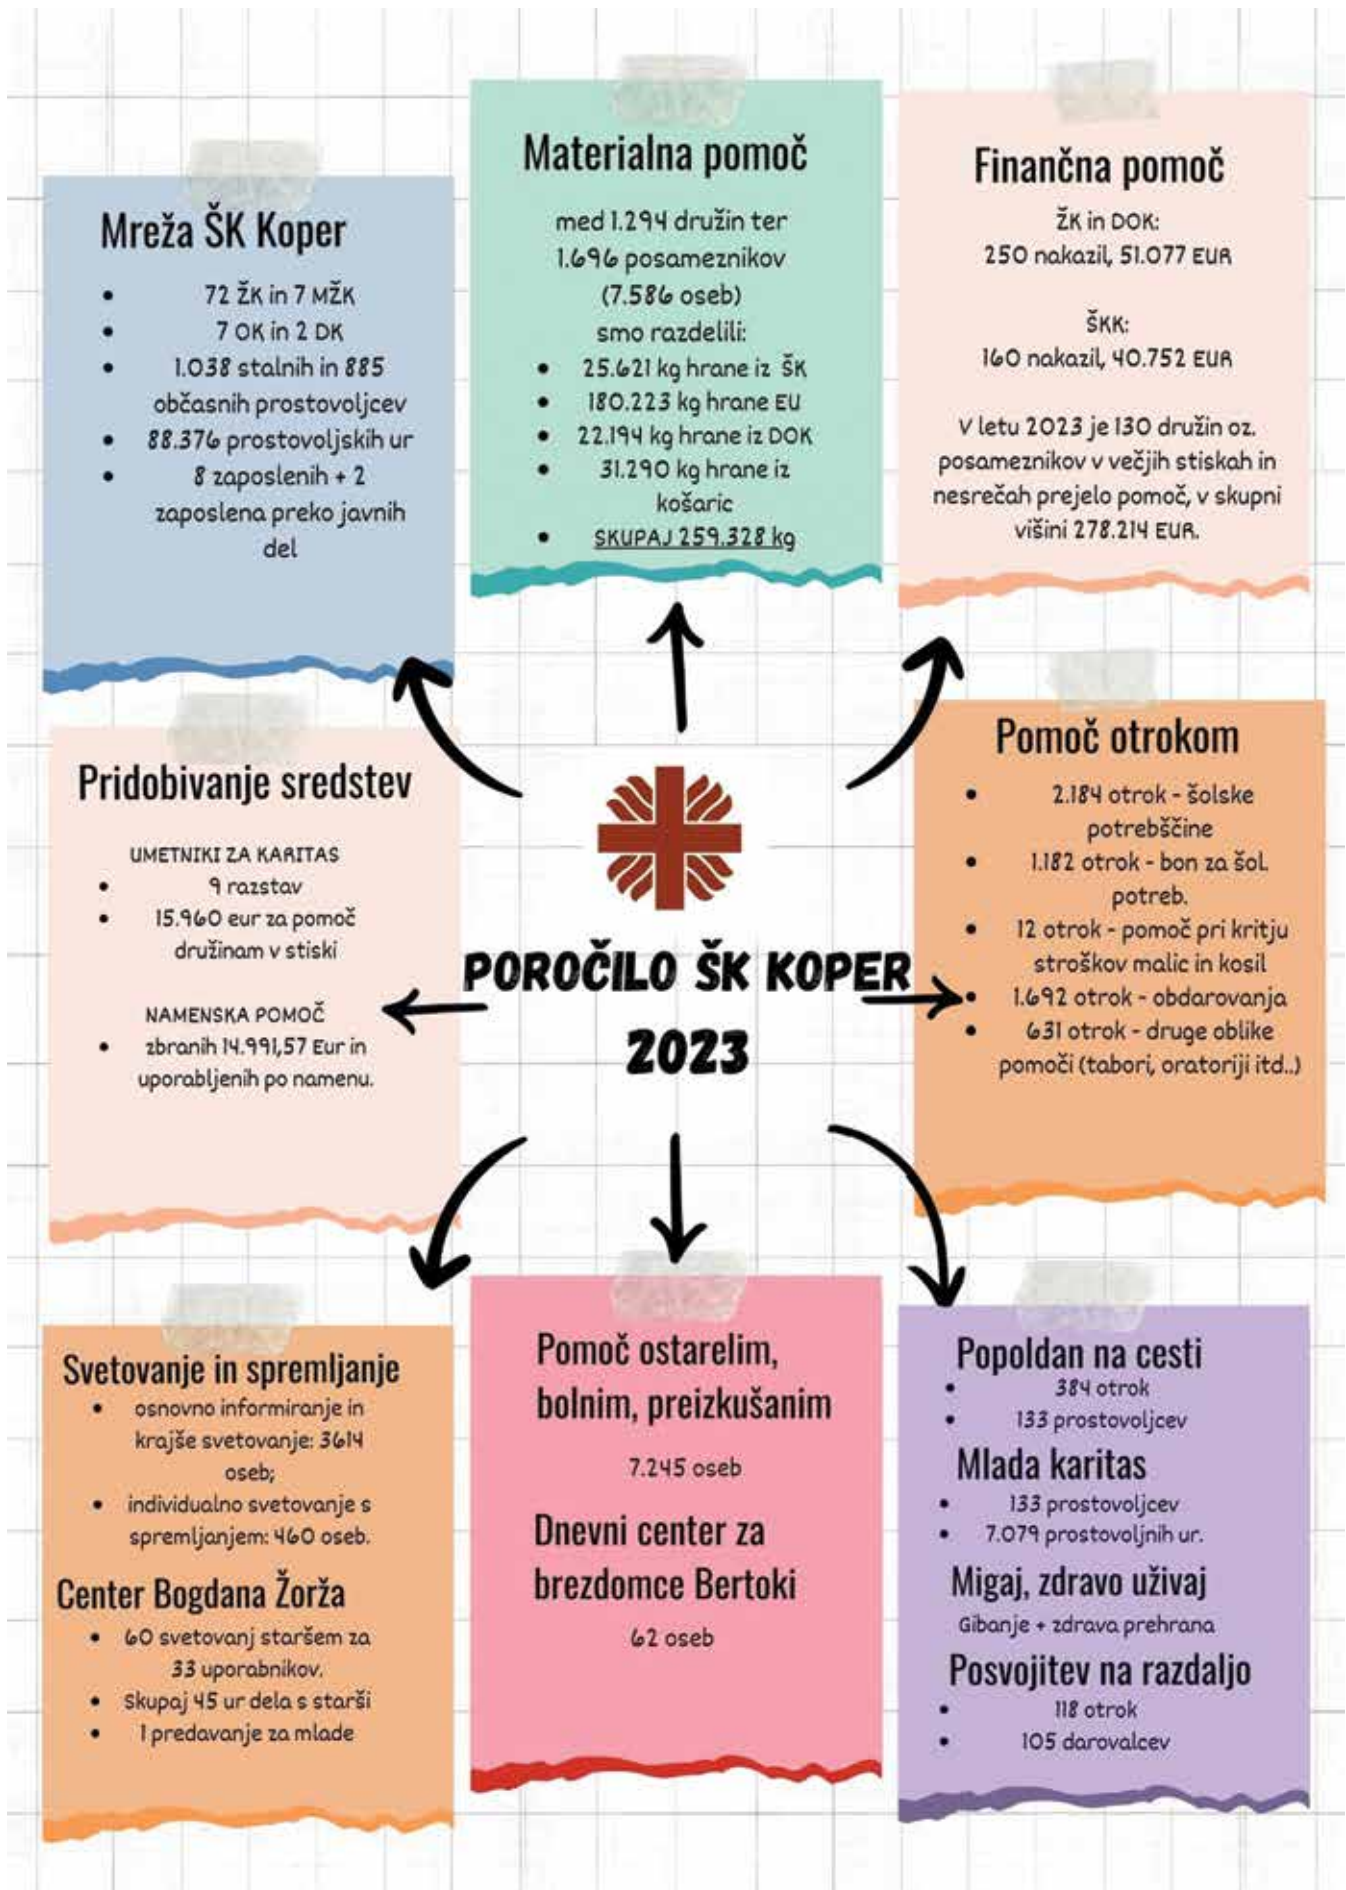 Mreža ŠK Koper
• 72 ŽK in 7 MŽK
• 7 OK in 2 DK
• 1.038 stalnih in 885
občasnih prostovoljcev
• 88.376 prostovoljskih ur
• 8 zaposlenih + 2
zaposlena preko javnih
del
Materialna pomoč
med 1.294 družin ter
1.696 posameznikov
(7.586 oseb)
smo razdelili:
• 25.621 kg hrane iz ŠK
• 180.223 kg hrane EU
• 22.194 kg hrane iz DOK
• 31.290 kg hrane iz
košaric
• SKUPAJ 259.328 kg
Finančna pomoč
ŽK in DOK:
250 nakazil, 51.077 EUR
ŠKK:
160 nakazil, 40.752 EUR
V letu 2023 je 130 družin oz.
posameznikov v večjih stiskah in
nesrečah prejelo pomoč, v skupni
višini 278.214 EUR.
Pridobivanje sredstev
UMETNIKI ZA KARITAS
• 9 razstav
• 15.960 eur za pomoč
družinam v stiski
NAMENSKA POMOČ
• zbranih 14.991,57 Eur in
uporabljenih po namenu.
POROČILO ŠK KOPER
2023
Pomoč otrokom
• 2.184 otrok - šolske
potrebščine
• 1.182 otrok - bon za šol.
potreb.
• 12 otrok - pomoč pri kritju
stroškov malic in kosil
• 1.692 otrok - obdarovanja
• 631 otrok - druge oblike
pomoči (tabori, oratoriji itd..)
Svetovanje in spremljanje
• osnovno informiranje in
krajše svetovanje: 3614
oseb;
• individualno svetovanje s
spremljanjem: 460 oseb.
Center Bogdana Žorža
• 60 svetovanj staršem za
33 uporabnikov.
• Skupaj 45 ur dela s starši
• 1 predavanje za mlade
Pomoč ostarelim,
bolnim, preizkušanim
7.245 oseb
Dnevni center za
brezdomce Bertoki
62 oseb
Popoldan na cesti
• 384 otrok
• 133 prostovoljcev
Mlada karitas
• 133 prostovoljcev
• 7.079 prostovoljnih ur.
Migaj, zdravo uživaj
Gibanje + zdrava prehrana
Posvojitev na razdaljo
• 118 otrok
• 105 darovalcev